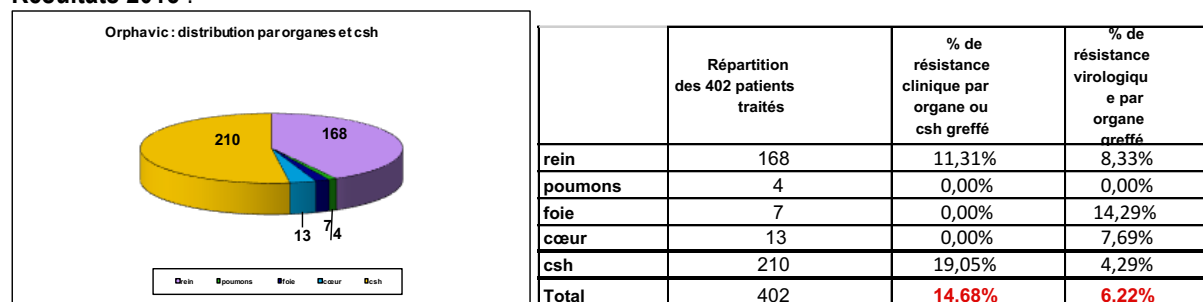 Orphavic : distribution par organes et csh
210
168
13
7
4
rein poumons foie cœur csh
Répartition
des 402 patients
traités
% de
résistance
clinique par
organe ou
csh greffé
% de
résistance
virologiqu
e par
organe
greffé
rein 168 11,31% 8,33%
poumons 4 0,00% 0,00%
foie 7 0,00% 14,29%
cœur 13 0,00% 7,69%
csh 210 19,05% 4,29%
Total 402 14,68% 6,22%